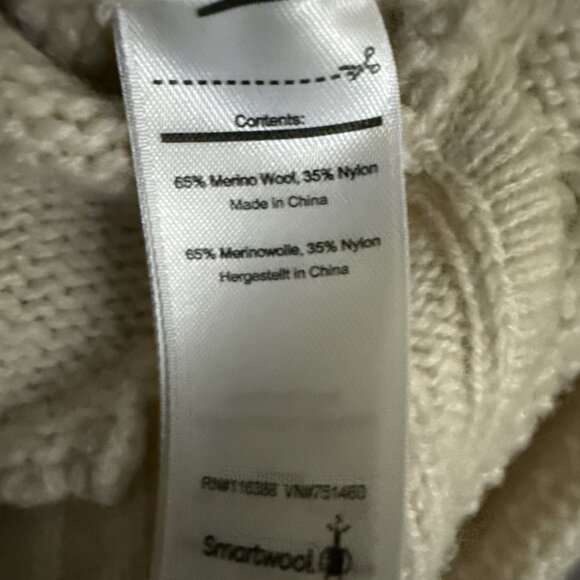 Contents:
65% Merino Wool, 35% Nylon
Made in China
65% Merinowolle, 35% Nylon
Hergestellt in China
RN#116388 VN#751460
Smartwool